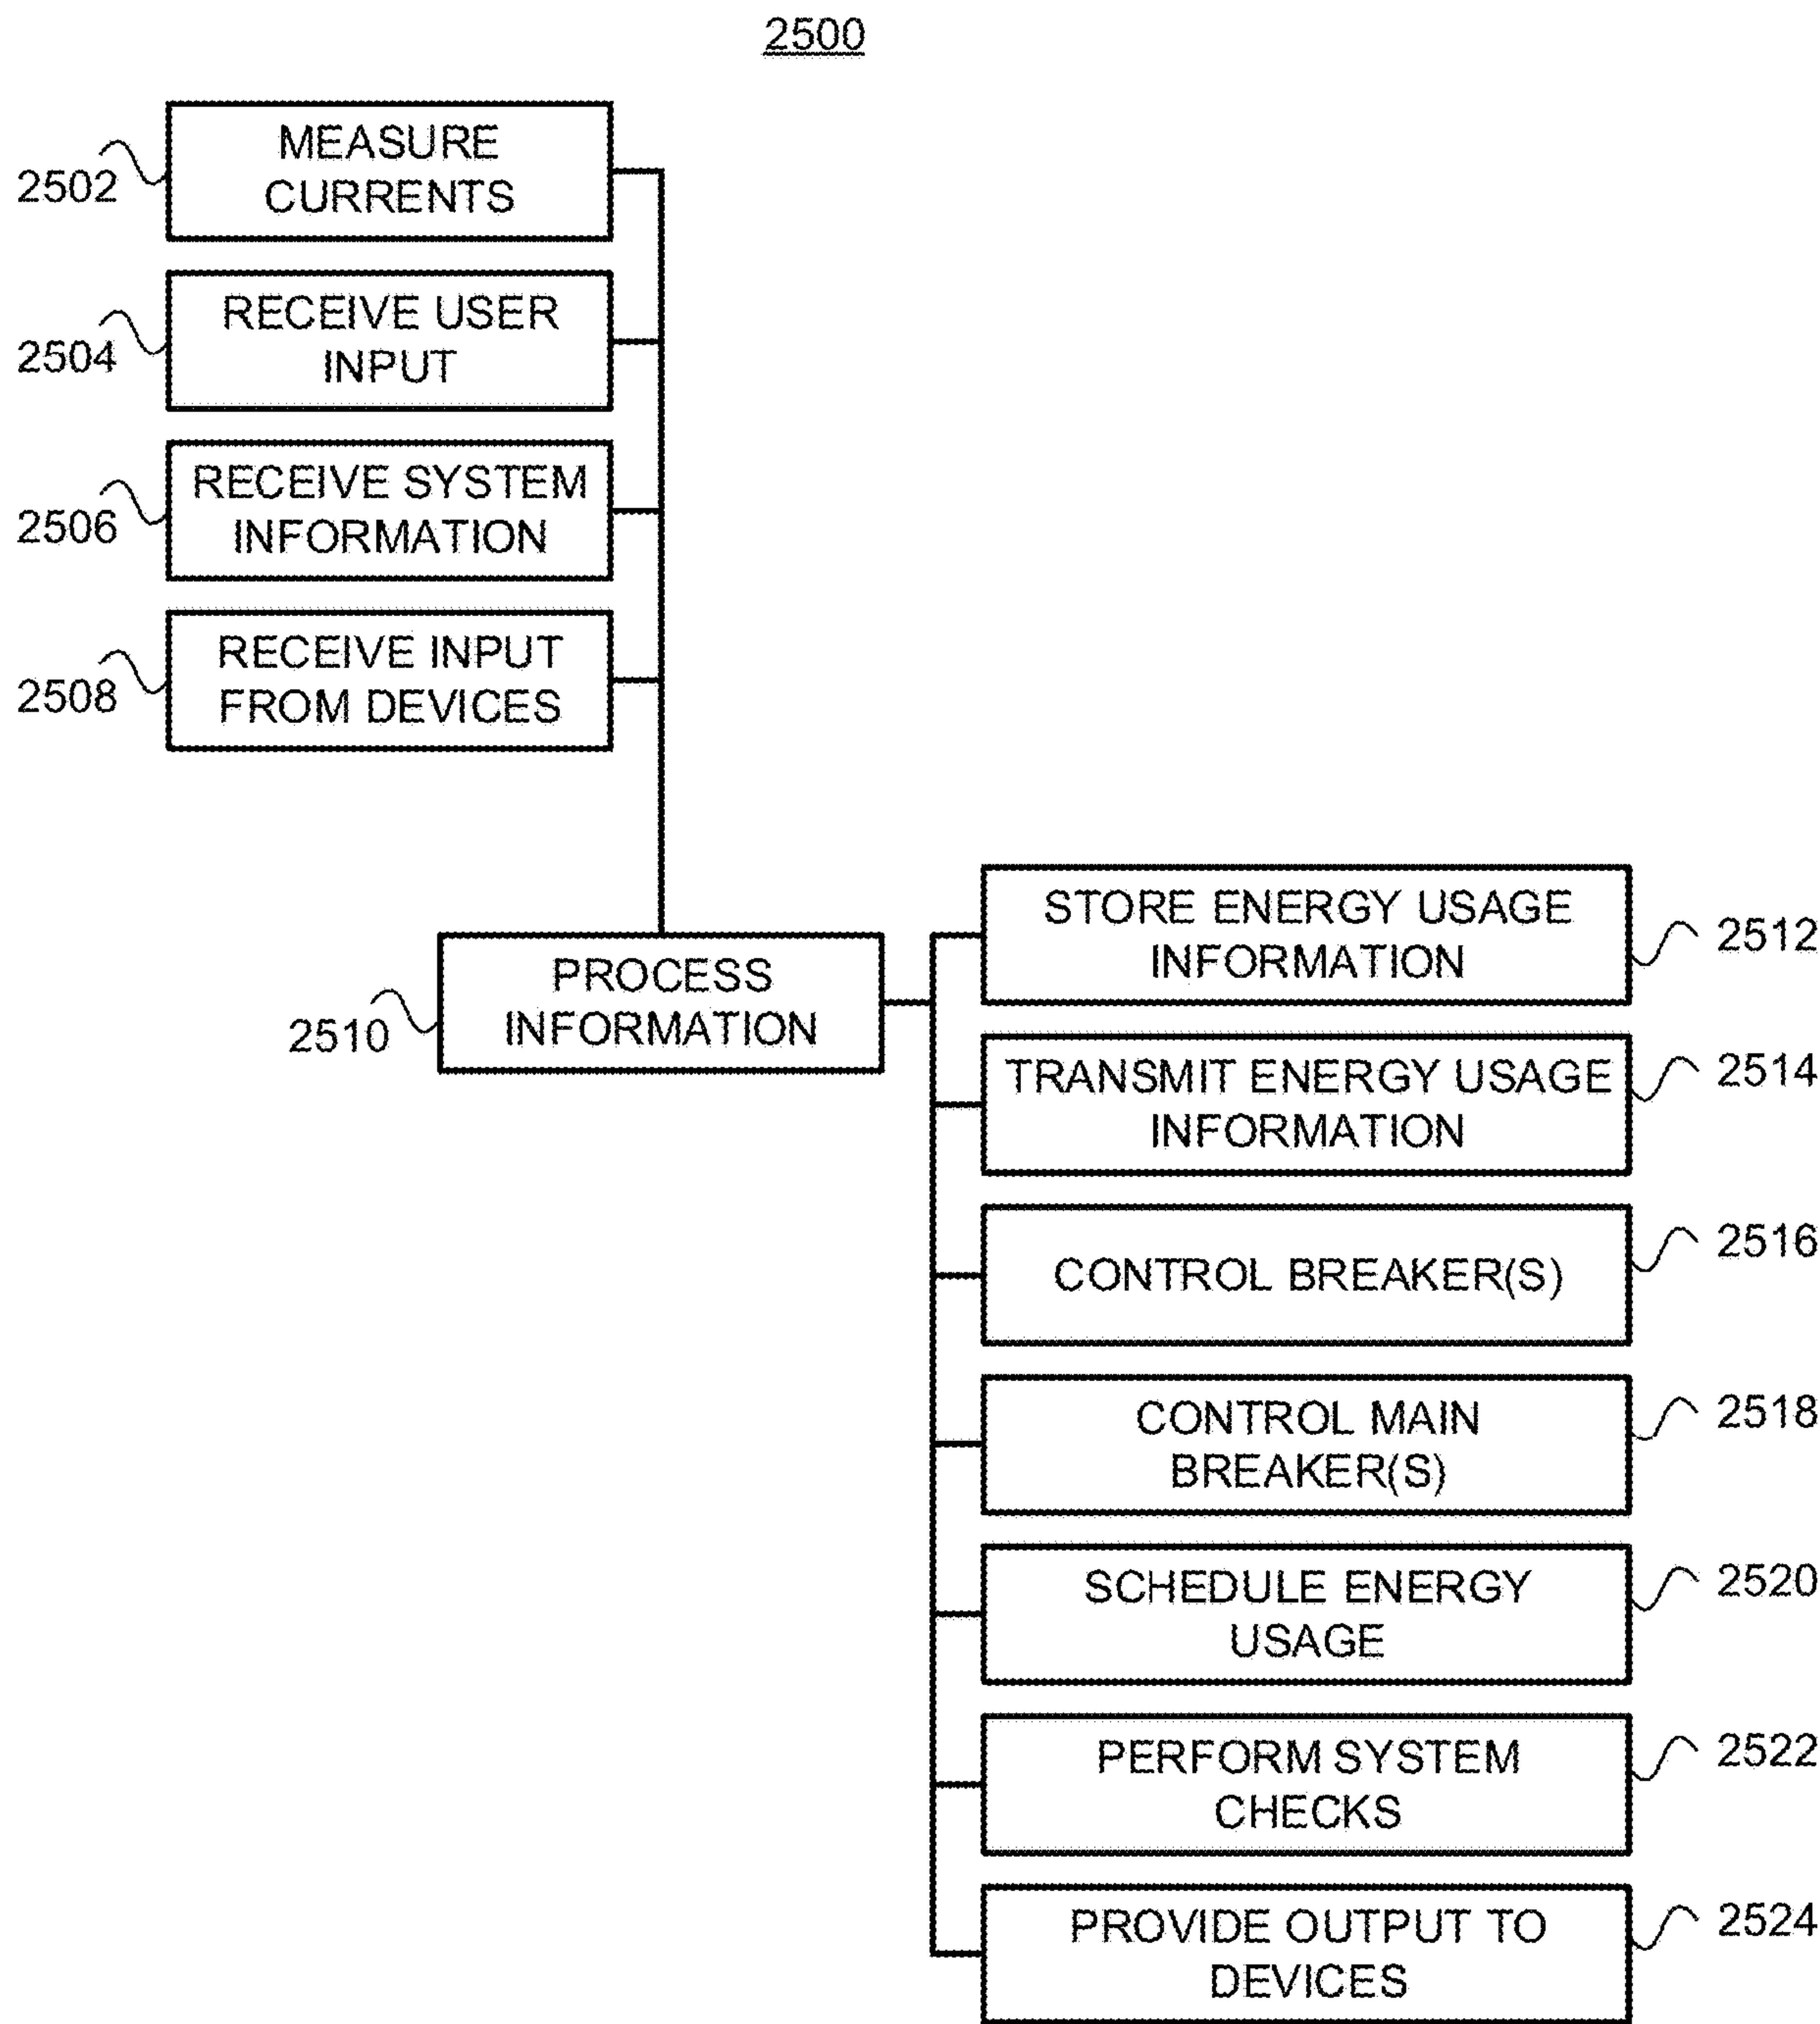 2500
MEASURE
CURRENTS
2502
RECEIVE USER
INPUT
2504
RECEIVE SYSTEM
INFORMATION
2506
RECEIVE INPUT
FROM DEVICES
2508
PROCESS
INFORMATION
2510
STORE ENERGY USAGE
INFORMATION
2512
TRANSMIT ENERGY USAGE
INFORMATION
2514
CONTROL BREAKER(S)
2516
CONTROL MAIN
BREAKER(S)
2518
SCHEDULE ENERGY
USAGE
2520
PERFORM SYSTEM
CHECKS
2522
PROVIDE OUTPUT TO
DEVICES
2524